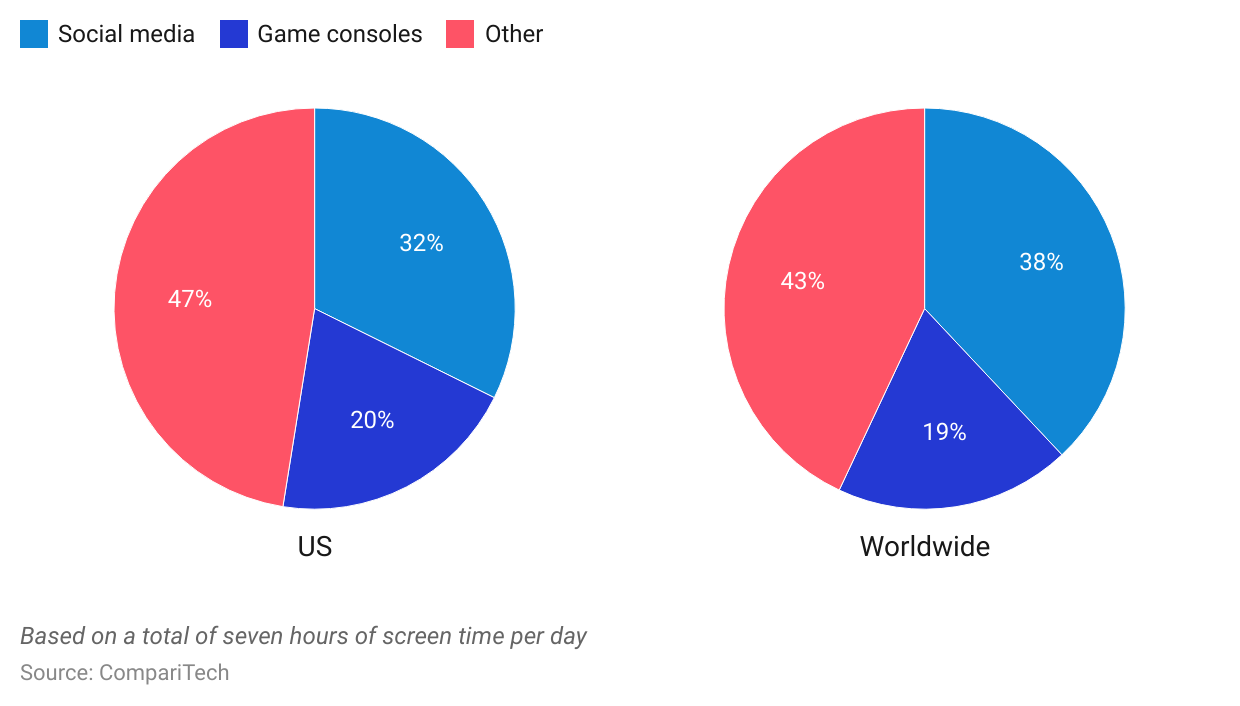 Social media Game consoles Other
32%
38%
43%
47%
20%
19%
US Worldwide
Based on a total of seven hours of screen time per day
Source: CompariTech